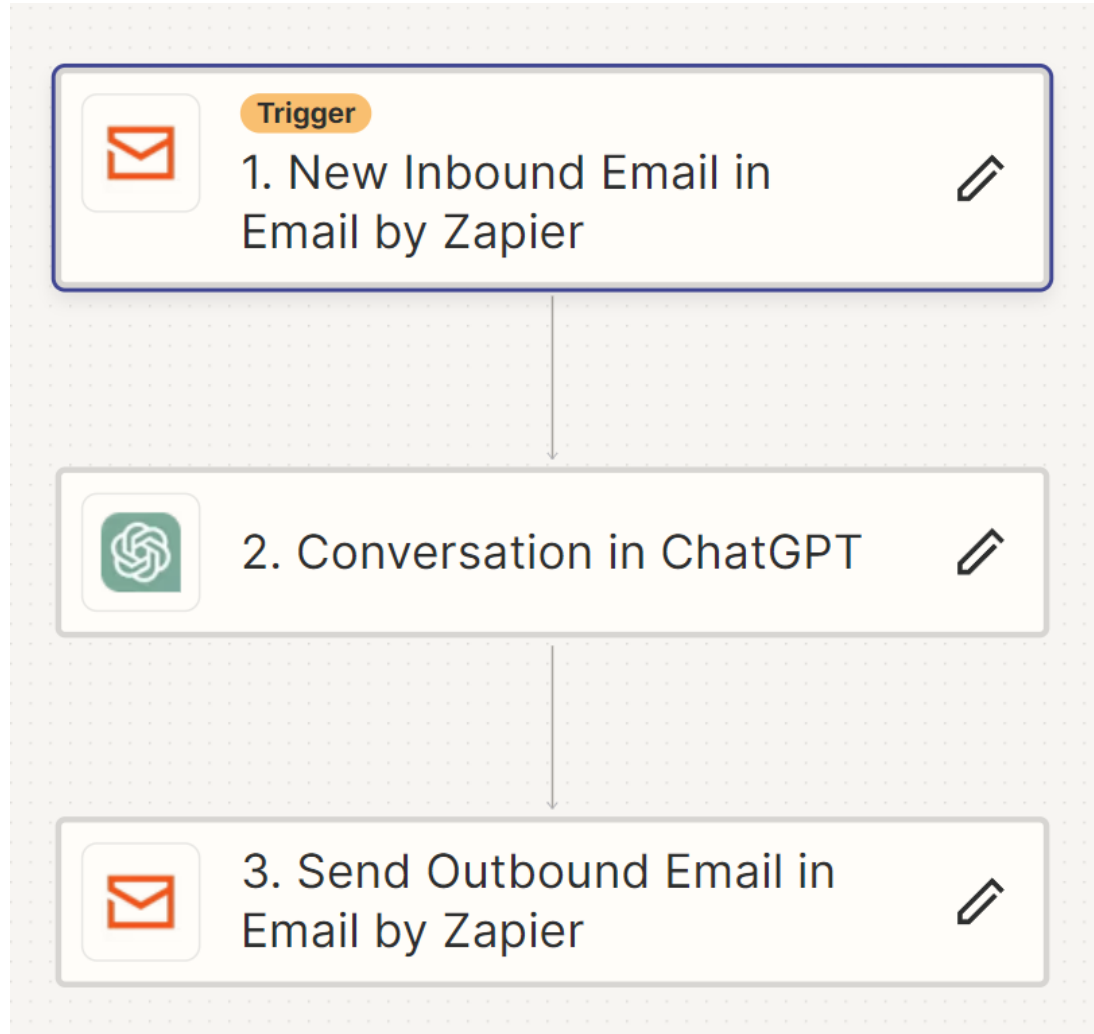 Trigger
1. New Inbound Email in
Email by Zapier
2. Conversation in ChatGPT
3. Send Outbound Email in
Email by Zapier